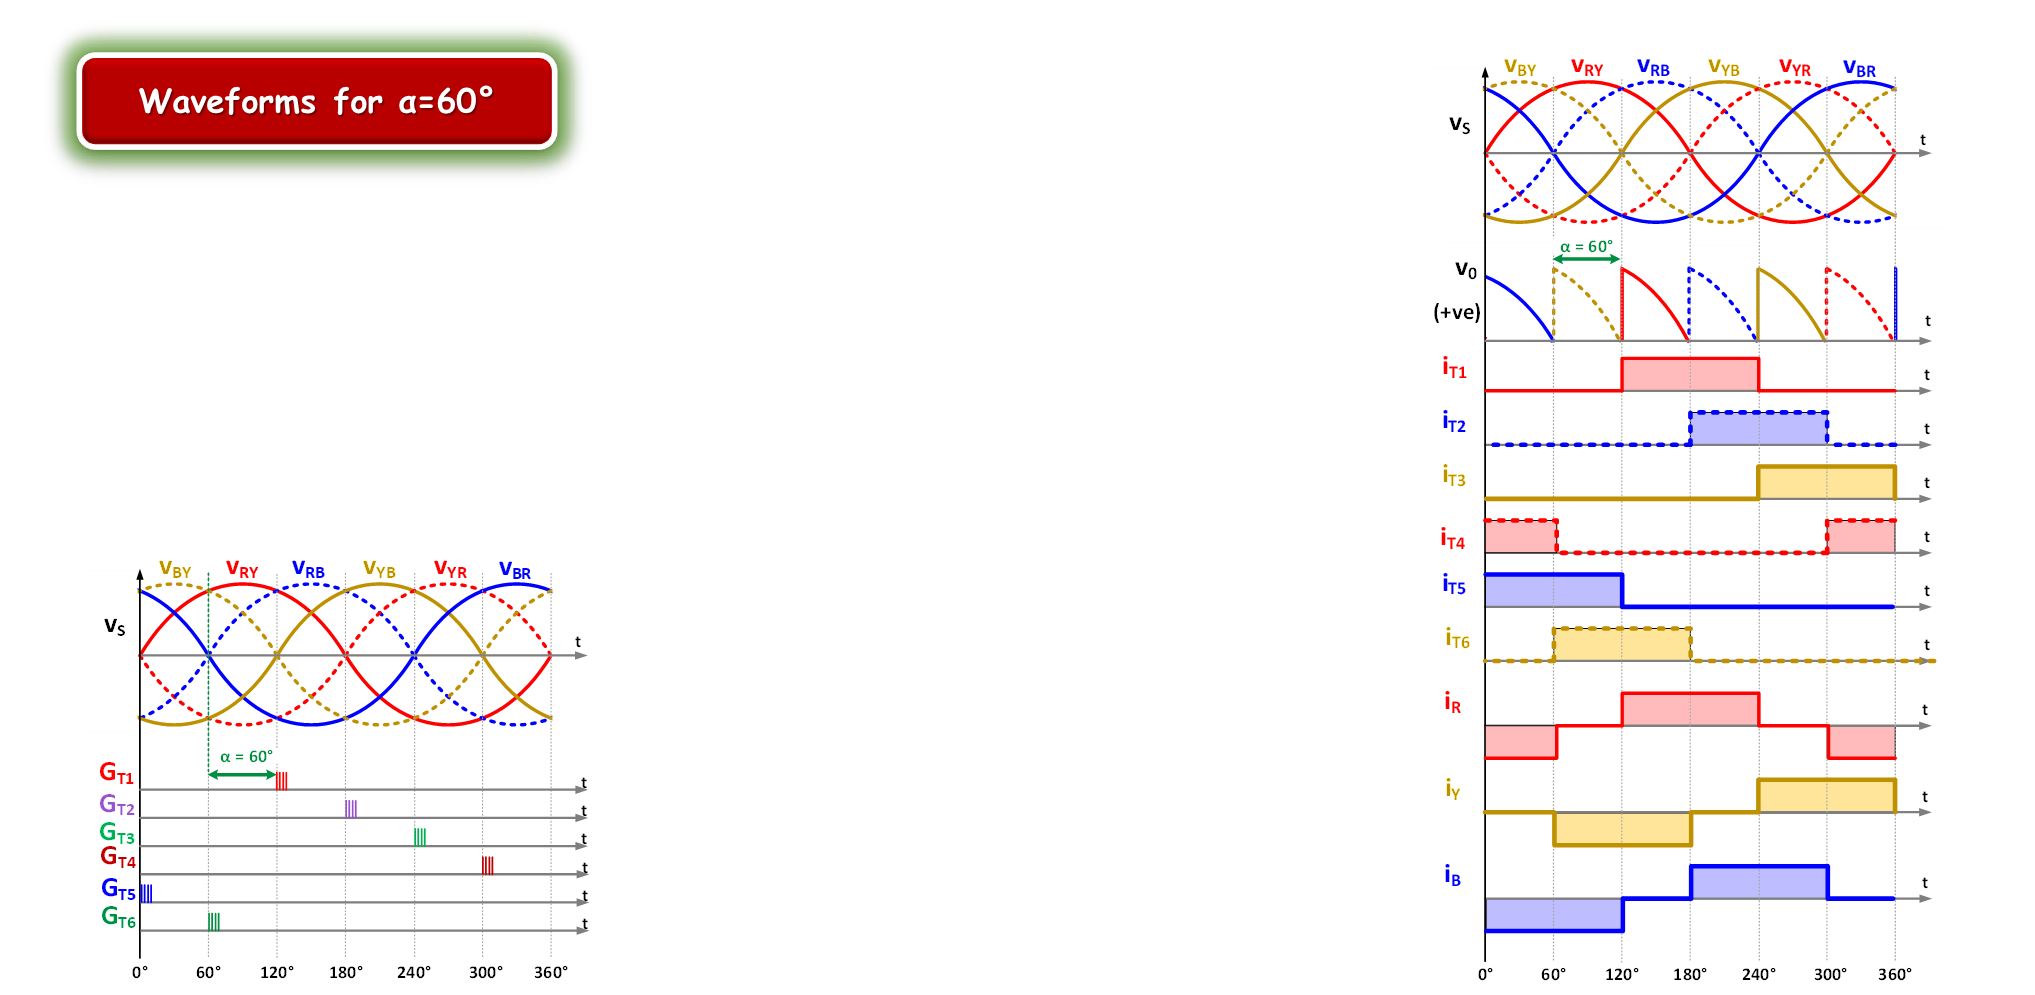 Waveforms for α=60°
vBY vRY vRB vYB vYR vBR
vS
t
α = 60°
GT1 t
GT2 t
GT3 t
GT4 t
GT5 t
GT6 t
0° 60° 120° 180° 240° 300° 360°
vBY vRY vRB vYB vYR vBR
vS
t
α = 60°
v0
(+ve)
t
iT1 t
iT2 t
iT3 t
iT4 t
iT5 t
iT6 t
iR t
iY t
iB t
0° 60° 120° 180° 240° 300° 360°